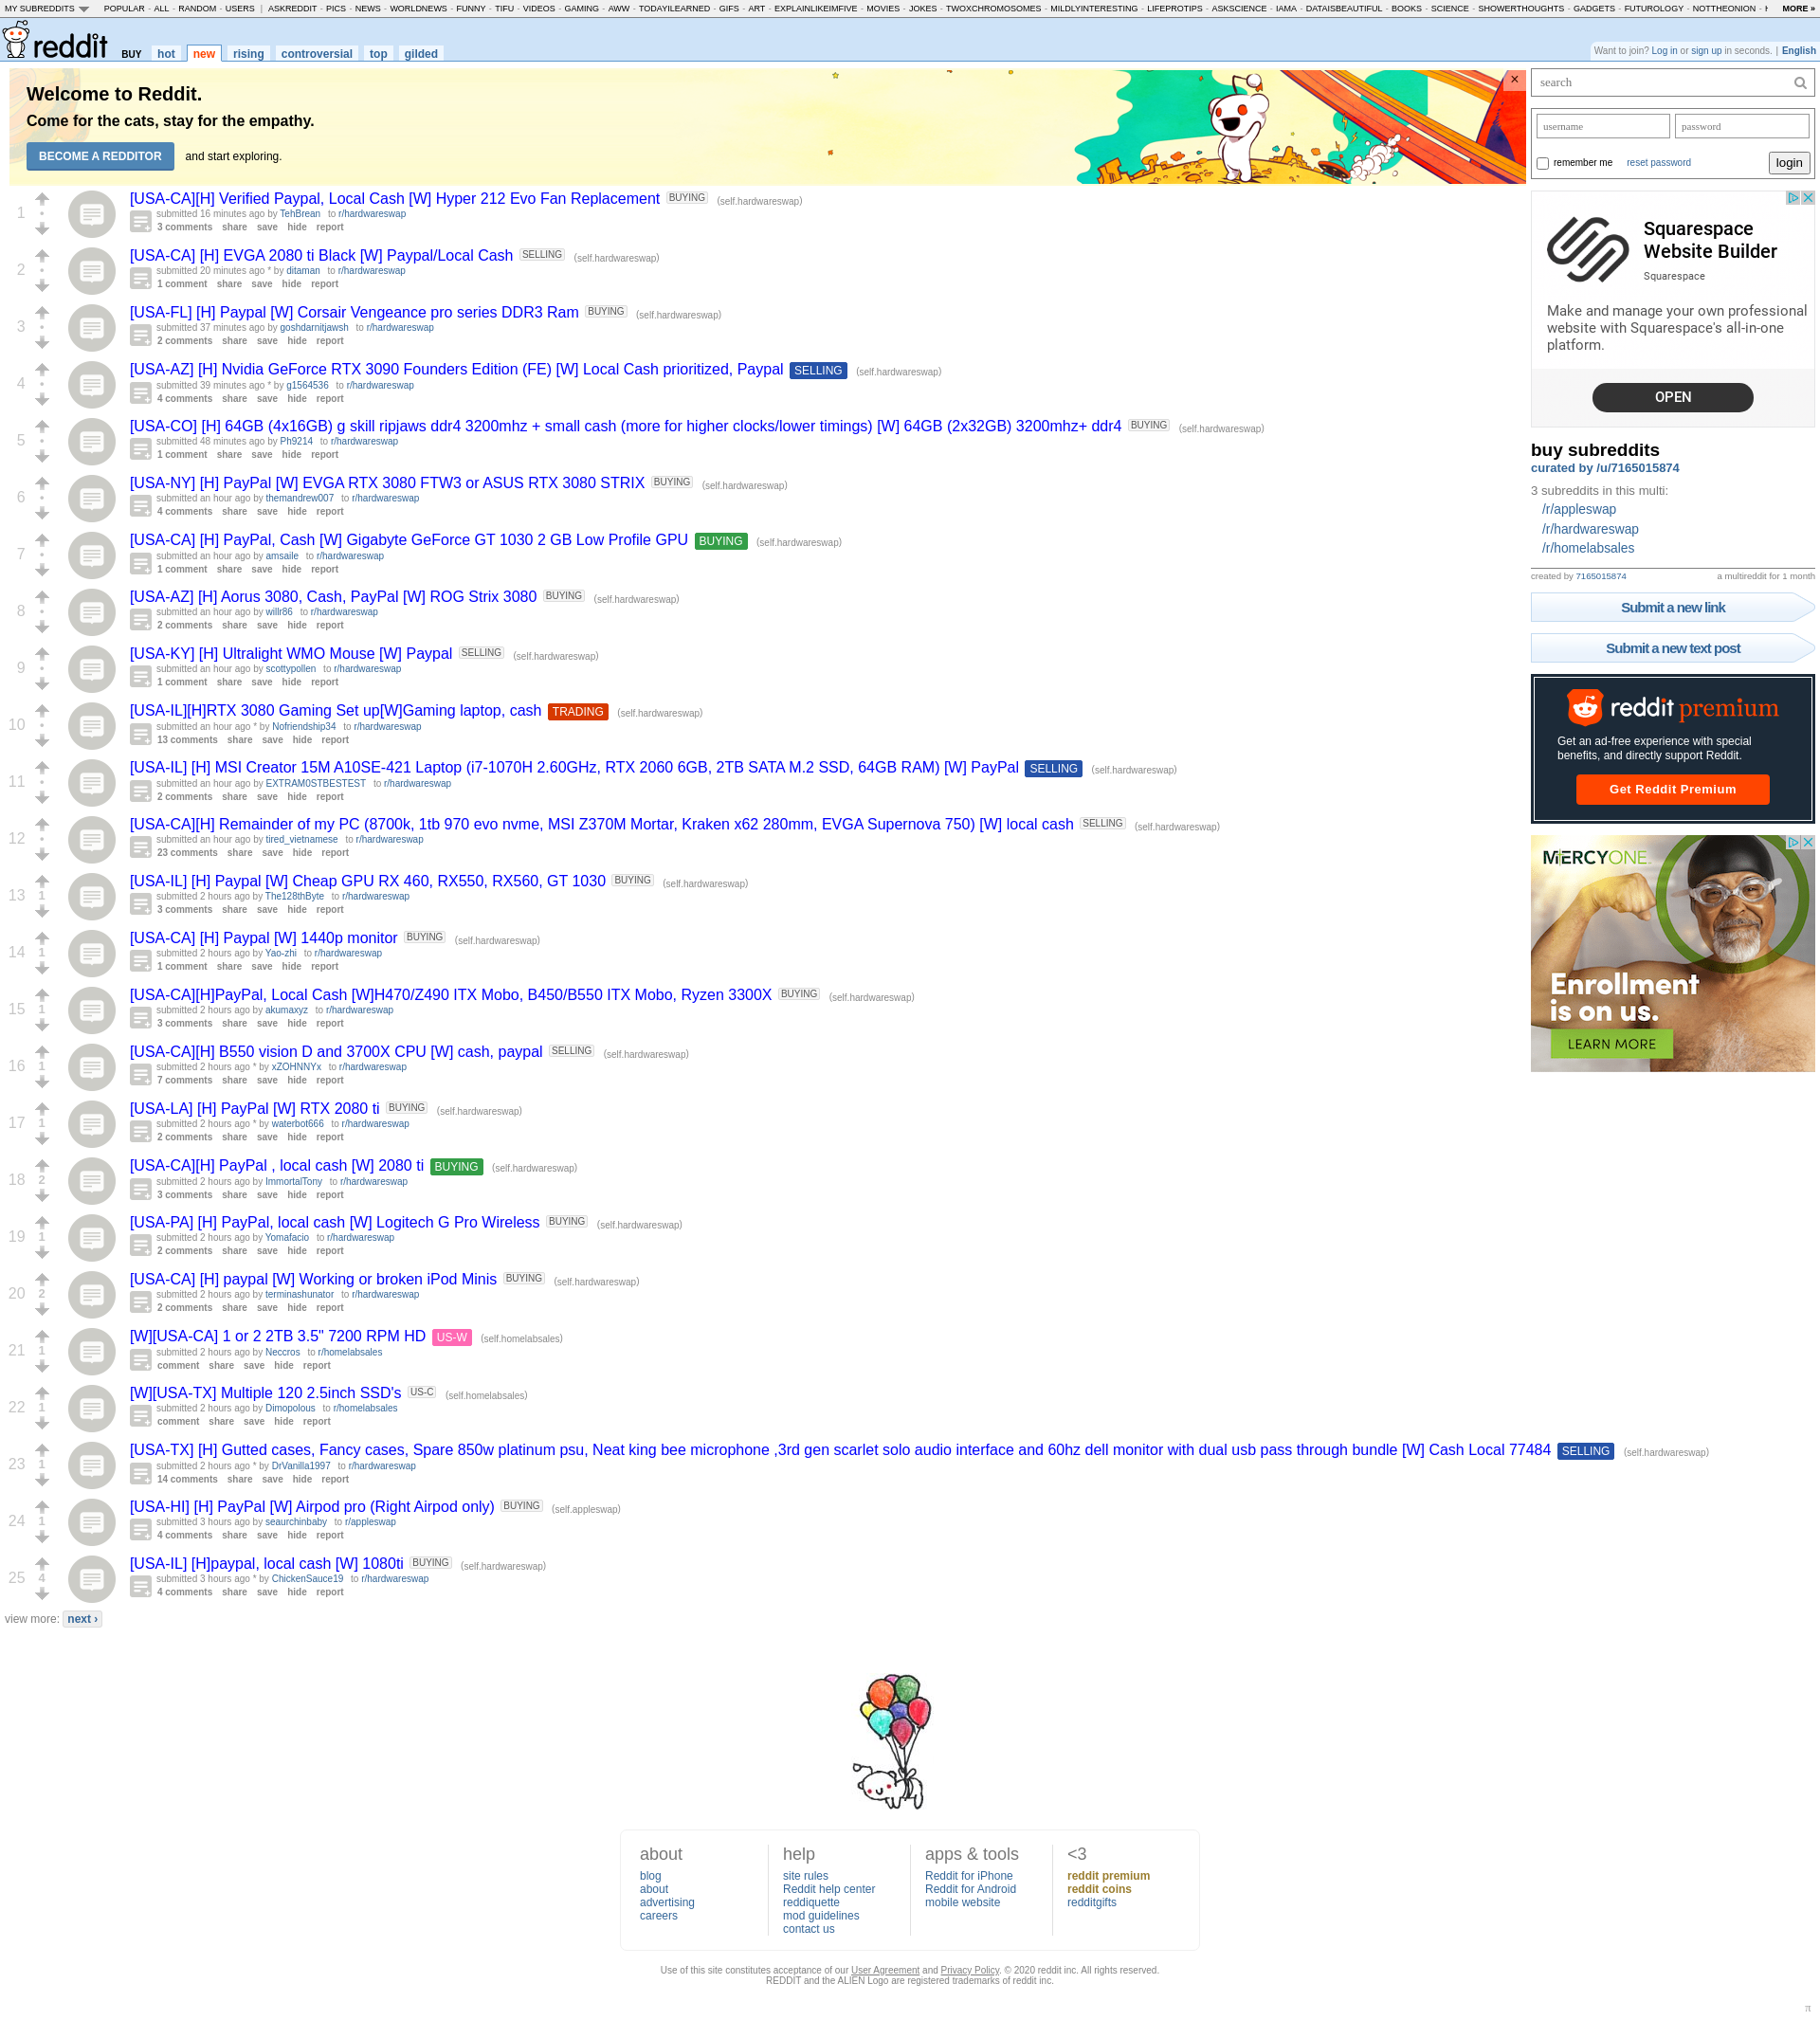 MY SUBREDDITS POPULAR - ALL - RANDOM - USERS | ASKREDDIT - PICS - NEWS - WORLDNEWS - FUNNY - TIFU - VIDEOS - GAMING - AWW - TODAYILEARNED - GIFS - ART - EXPLAINLIKEIMFIVE - MOVIES - JOKES - TWOXCHROMOSOMES - MILDLYINTERESTING - LIFEPROTIPS - ASKSCIENCE - IAMA - DATAISBEAUTIFUL - BOOKS - SCIENCE - SHOWERTHOUGHTS - GADGETS - FUTUROLOGY - NOTTHEONION - MORE »
reddit BUY hot new rising controversial top gilded
Want to join? Log in or sign up in seconds. | English
Welcome to Reddit.
Come for the cats, stay for the empathy.
BECOME A REDDITOR and start exploring.
×
1
[USA-CA][H] Verified Paypal, Local Cash [W] Hyper 212 Evo Fan Replacement BUYING (self.hardwareswap)
submitted 16 minutes ago by TehBrean to r/hardwareswap
3 comments share save hide report
2
[USA-CA] [H] EVGA 2080 ti Black [W] Paypal/Local Cash SELLING (self.hardwareswap)
submitted 20 minutes ago * by ditaman to r/hardwareswap
1 comment share save hide report
3
[USA-FL] [H] Paypal [W] Corsair Vengeance pro series DDR3 Ram BUYING (self.hardwareswap)
submitted 37 minutes ago by goshdarnitjawsh to r/hardwareswap
2 comments share save hide report
4
[USA-AZ] [H] Nvidia GeForce RTX 3090 Founders Edition (FE) [W] Local Cash prioritized, Paypal SELLING (self.hardwareswap)
submitted 39 minutes ago * by g1564536 to r/hardwareswap
4 comments share save hide report
5
[USA-CO] [H] 64GB (4x16GB) g skill ripjaws ddr4 3200mhz + small cash (more for higher clocks/lower timings) [W] 64GB (2x32GB) 3200mhz+ ddr4 BUYING (self.hardwareswap)
submitted 48 minutes ago by Ph9214 to r/hardwareswap
1 comment share save hide report
6
[USA-NY] [H] PayPal [W] EVGA RTX 3080 FTW3 or ASUS RTX 3080 STRIX BUYING (self.hardwareswap)
submitted an hour ago by themandrew007 to r/hardwareswap
4 comments share save hide report
7
[USA-CA] [H] PayPal, Cash [W] Gigabyte GeForce GT 1030 2 GB Low Profile GPU BUYING (self.hardwareswap)
submitted an hour ago by amsaile to r/hardwareswap
1 comment share save hide report
8
[USA-AZ] [H] Aorus 3080, Cash, PayPal [W] ROG Strix 3080 BUYING (self.hardwareswap)
submitted an hour ago by willr86 to r/hardwareswap
2 comments share save hide report
9
[USA-KY] [H] Ultralight WMO Mouse [W] Paypal SELLING (self.hardwareswap)
submitted an hour ago by scottypollen to r/hardwareswap
1 comment share save hide report
10
[USA-IL][H]RTX 3080 Gaming Set up[W]Gaming laptop, cash TRADING (self.hardwareswap)
submitted an hour ago * by Nofriendship34 to r/hardwareswap
13 comments share save hide report
11
[USA-IL] [H] MSI Creator 15M A10SE-421 Laptop (i7-1070H 2.60GHz, RTX 2060 6GB, 2TB SATA M.2 SSD, 64GB RAM) [W] PayPal SELLING (self.hardwareswap)
submitted an hour ago by EXTRAM0STBESTEST to r/hardwareswap
2 comments share save hide report
12
[USA-CA][H] Remainder of my PC (8700k, 1tb 970 evo nvme, MSI Z370M Mortar, Kraken x62 280mm, EVGA Supernova 750) [W] local cash SELLING (self.hardwareswap)
submitted an hour ago by tired_vietnamese to r/hardwareswap
23 comments share save hide report
13 1
[USA-IL] [H] Paypal [W] Cheap GPU RX 460, RX550, RX560, GT 1030 BUYING (self.hardwareswap)
submitted 2 hours ago by The128thByte to r/hardwareswap
3 comments share save hide report
14 1
[USA-CA] [H] Paypal [W] 1440p monitor BUYING (self.hardwareswap)
submitted 2 hours ago by Yao-zhi to r/hardwareswap
1 comment share save hide report
15 1
[USA-CA][H]PayPal, Local Cash [W]H470/Z490 ITX Mobo, B450/B550 ITX Mobo, Ryzen 3300X BUYING (self.hardwareswap)
submitted 2 hours ago by akumaxyz to r/hardwareswap
3 comments share save hide report
16 1
[USA-CA][H] B550 vision D and 3700X CPU [W] cash, paypal SELLING (self.hardwareswap)
submitted 2 hours ago * by xZOHNNYx to r/hardwareswap
7 comments share save hide report
17 1
[USA-LA] [H] PayPal [W] RTX 2080 ti BUYING (self.hardwareswap)
submitted 2 hours ago * by waterbot666 to r/hardwareswap
2 comments share save hide report
18 2
[USA-CA][H] PayPal , local cash [W] 2080 ti BUYING (self.hardwareswap)
submitted 2 hours ago by ImmortalTony to r/hardwareswap
3 comments share save hide report
19 1
[USA-PA] [H] PayPal, local cash [W] Logitech G Pro Wireless BUYING (self.hardwareswap)
submitted 2 hours ago by Yomafacio to r/hardwareswap
2 comments share save hide report
20 2
[USA-CA] [H] paypal [W] Working or broken iPod Minis BUYING (self.hardwareswap)
submitted 2 hours ago by terminashunator to r/hardwareswap
2 comments share save hide report
21 1
[W][USA-CA] 1 or 2 2TB 3.5" 7200 RPM HD US-W (self.homelabsales)
submitted 2 hours ago by Neccros to r/homelabsales
comment share save hide report
22 1
[W][USA-TX] Multiple 120 2.5inch SSD's US-C (self.homelabsales)
submitted 2 hours ago by Dimopolous to r/homelabsales
comment share save hide report
23 1
[USA-TX] [H] Gutted cases, Fancy cases, Spare 850w platinum psu, Neat king bee microphone ,3rd gen scarlet solo audio interface and 60hz dell monitor with dual usb pass through bundle [W] Cash Local 77484 SELLING (self.hardwareswap)
submitted 2 hours ago * by DrVanilla1997 to r/hardwareswap
14 comments share save hide report
24 1
[USA-HI] [H] PayPal [W] Airpod pro (Right Airpod only) BUYING (self.appleswap)
submitted 3 hours ago by seaurchinbaby to r/appleswap
4 comments share save hide report
25 4
[USA-IL] [H]paypal, local cash [W] 1080ti BUYING (self.hardwareswap)
submitted 3 hours ago * by ChickenSauce19 to r/hardwareswap
4 comments share save hide report
view more: next ›
search
username password
remember me reset password login
Squarespace
Website Builder
Squarespace
Make and manage your own professional
website with Squarespace's all-in-one
platform.
OPEN
buy subreddits
curated by /u/7165015874
3 subreddits in this multi:
/r/appleswap
/r/hardwareswap
/r/homelabsales
created by 7165015874 a multireddit for 1 month
Submit a new link
Submit a new text post
reddit premium
Get an ad-free experience with special
benefits, and directly support Reddit.
Get Reddit Premium
MERCYONE
Enrollment
is on us.
LEARN MORE
about
blog
about
advertising
careers
help
site rules
Reddit help center
reddiquette
mod guidelines
contact us
apps & tools
Reddit for iPhone
Reddit for Android
mobile website
<3
reddit premium
reddit coins
redditgifts
Use of this site constitutes acceptance of our User Agreement and Privacy Policy. © 2020 reddit inc. All rights reserved.
REDDIT and the ALIEN Logo are registered trademarks of reddit inc.
π